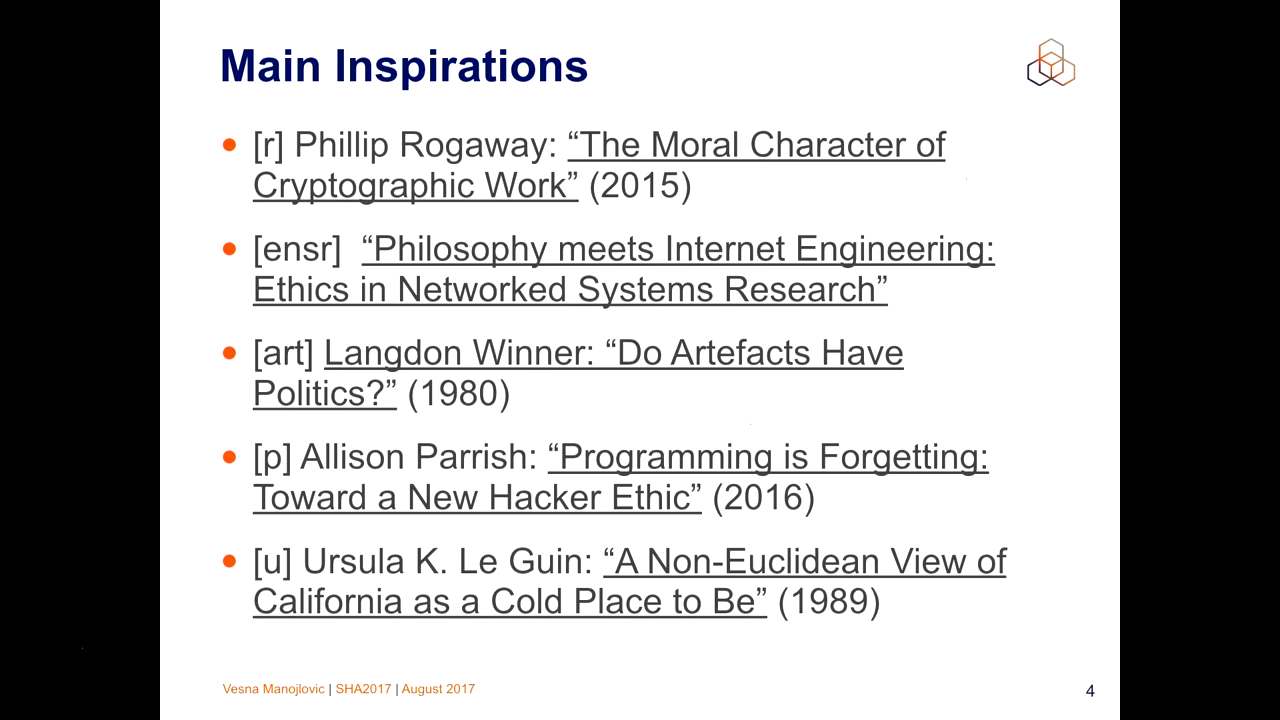 Main Inspirations
• [r] Phillip Rogaway: “The Moral Character of
Cryptographic Work” (2015)
• [ensr]  “Philosophy meets Internet Engineering:
Ethics in Networked Systems Research”
• [art] Langdon Winner: “Do Artefacts Have
Politics?” (1980)
• [p] Allison Parrish: “Programming is Forgetting:
Toward a New Hacker Ethic” (2016)
• [u] Ursula K. Le Guin: “A Non-Euclidean View of
California as a Cold Place to Be” (1989)
Vesna Manojlovic | SHA2017 | August 2017
4